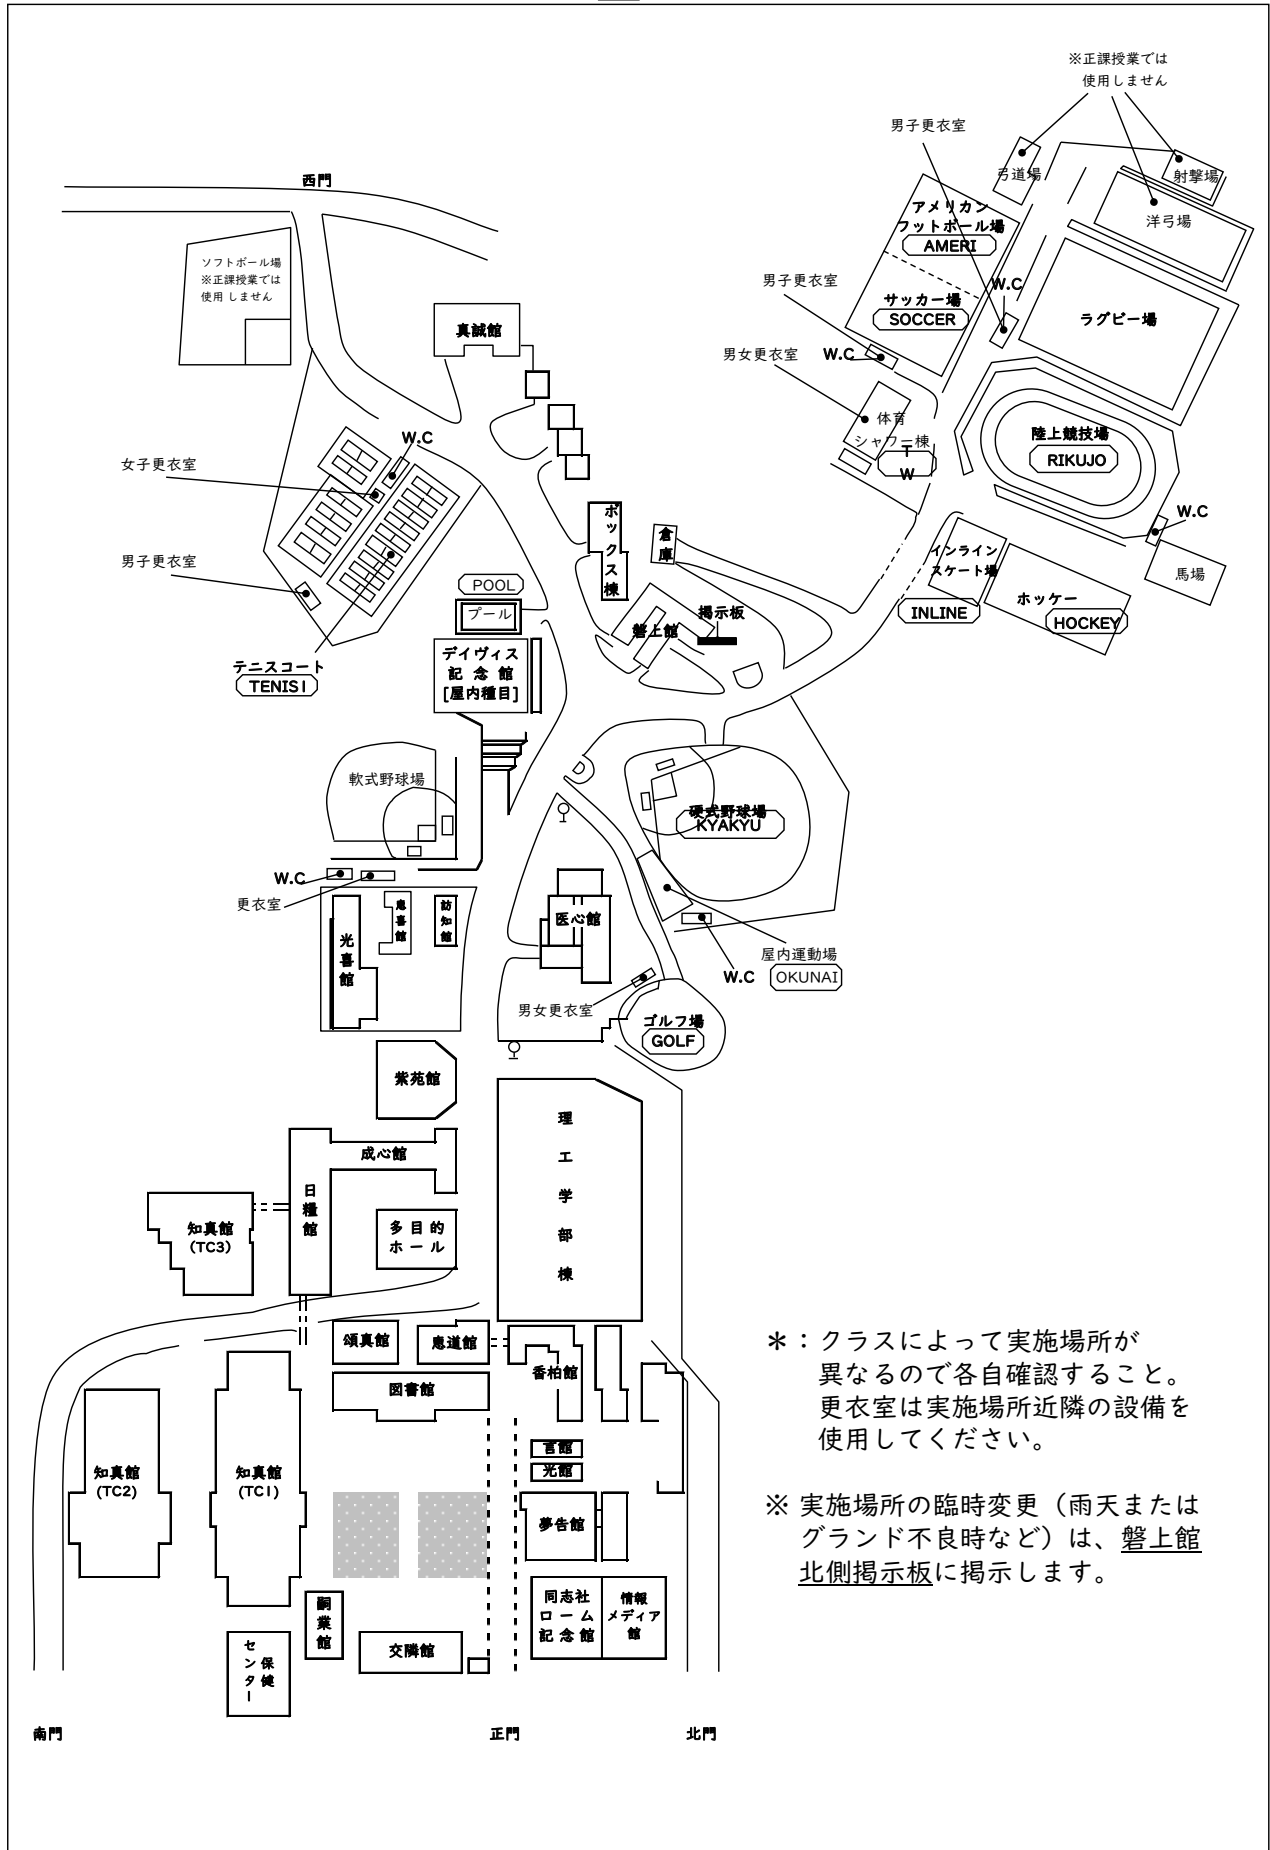 ※正課授業では
使用しません
男子更衣室
弓道場
射撃場
洋弓場
西門
アメリカン
フットボール場
AMERI
ソフトボール場
※正課授業では
使用しません
男子更衣室
W.C
サッカー場
SOCCER
ラグビー場
真誠館
男女更衣室
W.C
体育
シャワー棟
T
W
陸上競技場
RIKUJO
W.C
女子更衣室
男子更衣室
W.C
ボックス棟
倉庫
インライン
スケート場
INLINE
馬場
ホッケー
HOCKEY
POOL
プール
磐上館
掲示板
テニスコート
TENIS1
デイヴィス
記念館
[屋内種目]
軟式野球場
硬式野球場
KYAKYU
W.C
更衣室
恵喜館
訪知館
光喜館
医心館
屋内運動場
OKUNAI
W.C
男女更衣室
ゴルフ場
GOLF
紫苑館
理工学部棟
成心館
日糧館
知真館
(TC3)
多目的
ホール
頌真館
恵道館
香柏館
図書館
知真館
(TC2)
知真館
(TC1)
言館
光館
夢告館
嗣業館
交隣館
同志社
ローム
記念館
情報
メディア
館
保健
センター
南門
正門
北門
＊：クラスによって実施場所が
異なるので各自確認すること。
更衣室は実施場所近隣の設備を
使用してください。
※ 実施場所の臨時変更（雨天または
グランド不良時など）は、磐上館
北側掲示板に掲示します。